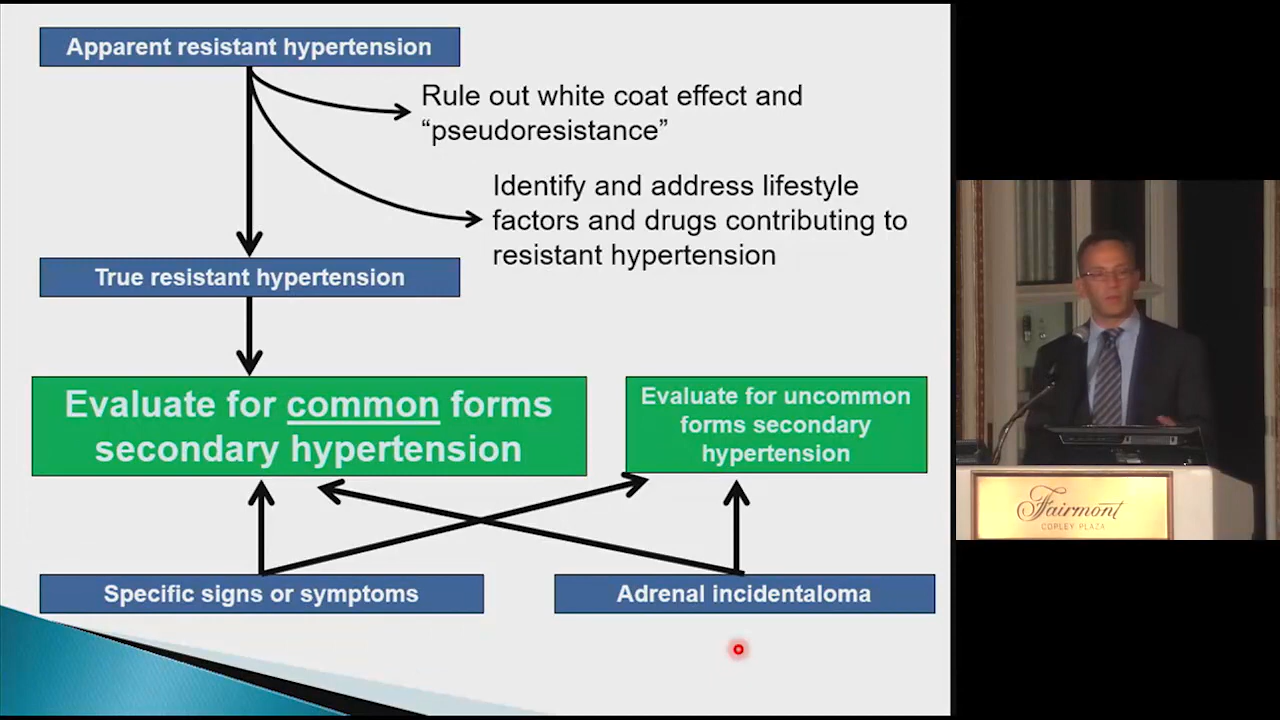 Apparent resistant hypertension
Rule out white coat effect and
“pseudoresistance”
Identify and address lifestyle
factors and drugs contributing to
resistant hypertension
True resistant hypertension
Evaluate for common forms
secondary hypertension
Evaluate for uncommon
forms secondary
hypertension
Specific signs or symptoms
Adrenal incidentaloma
Fairmont
COPLEY PLAZA